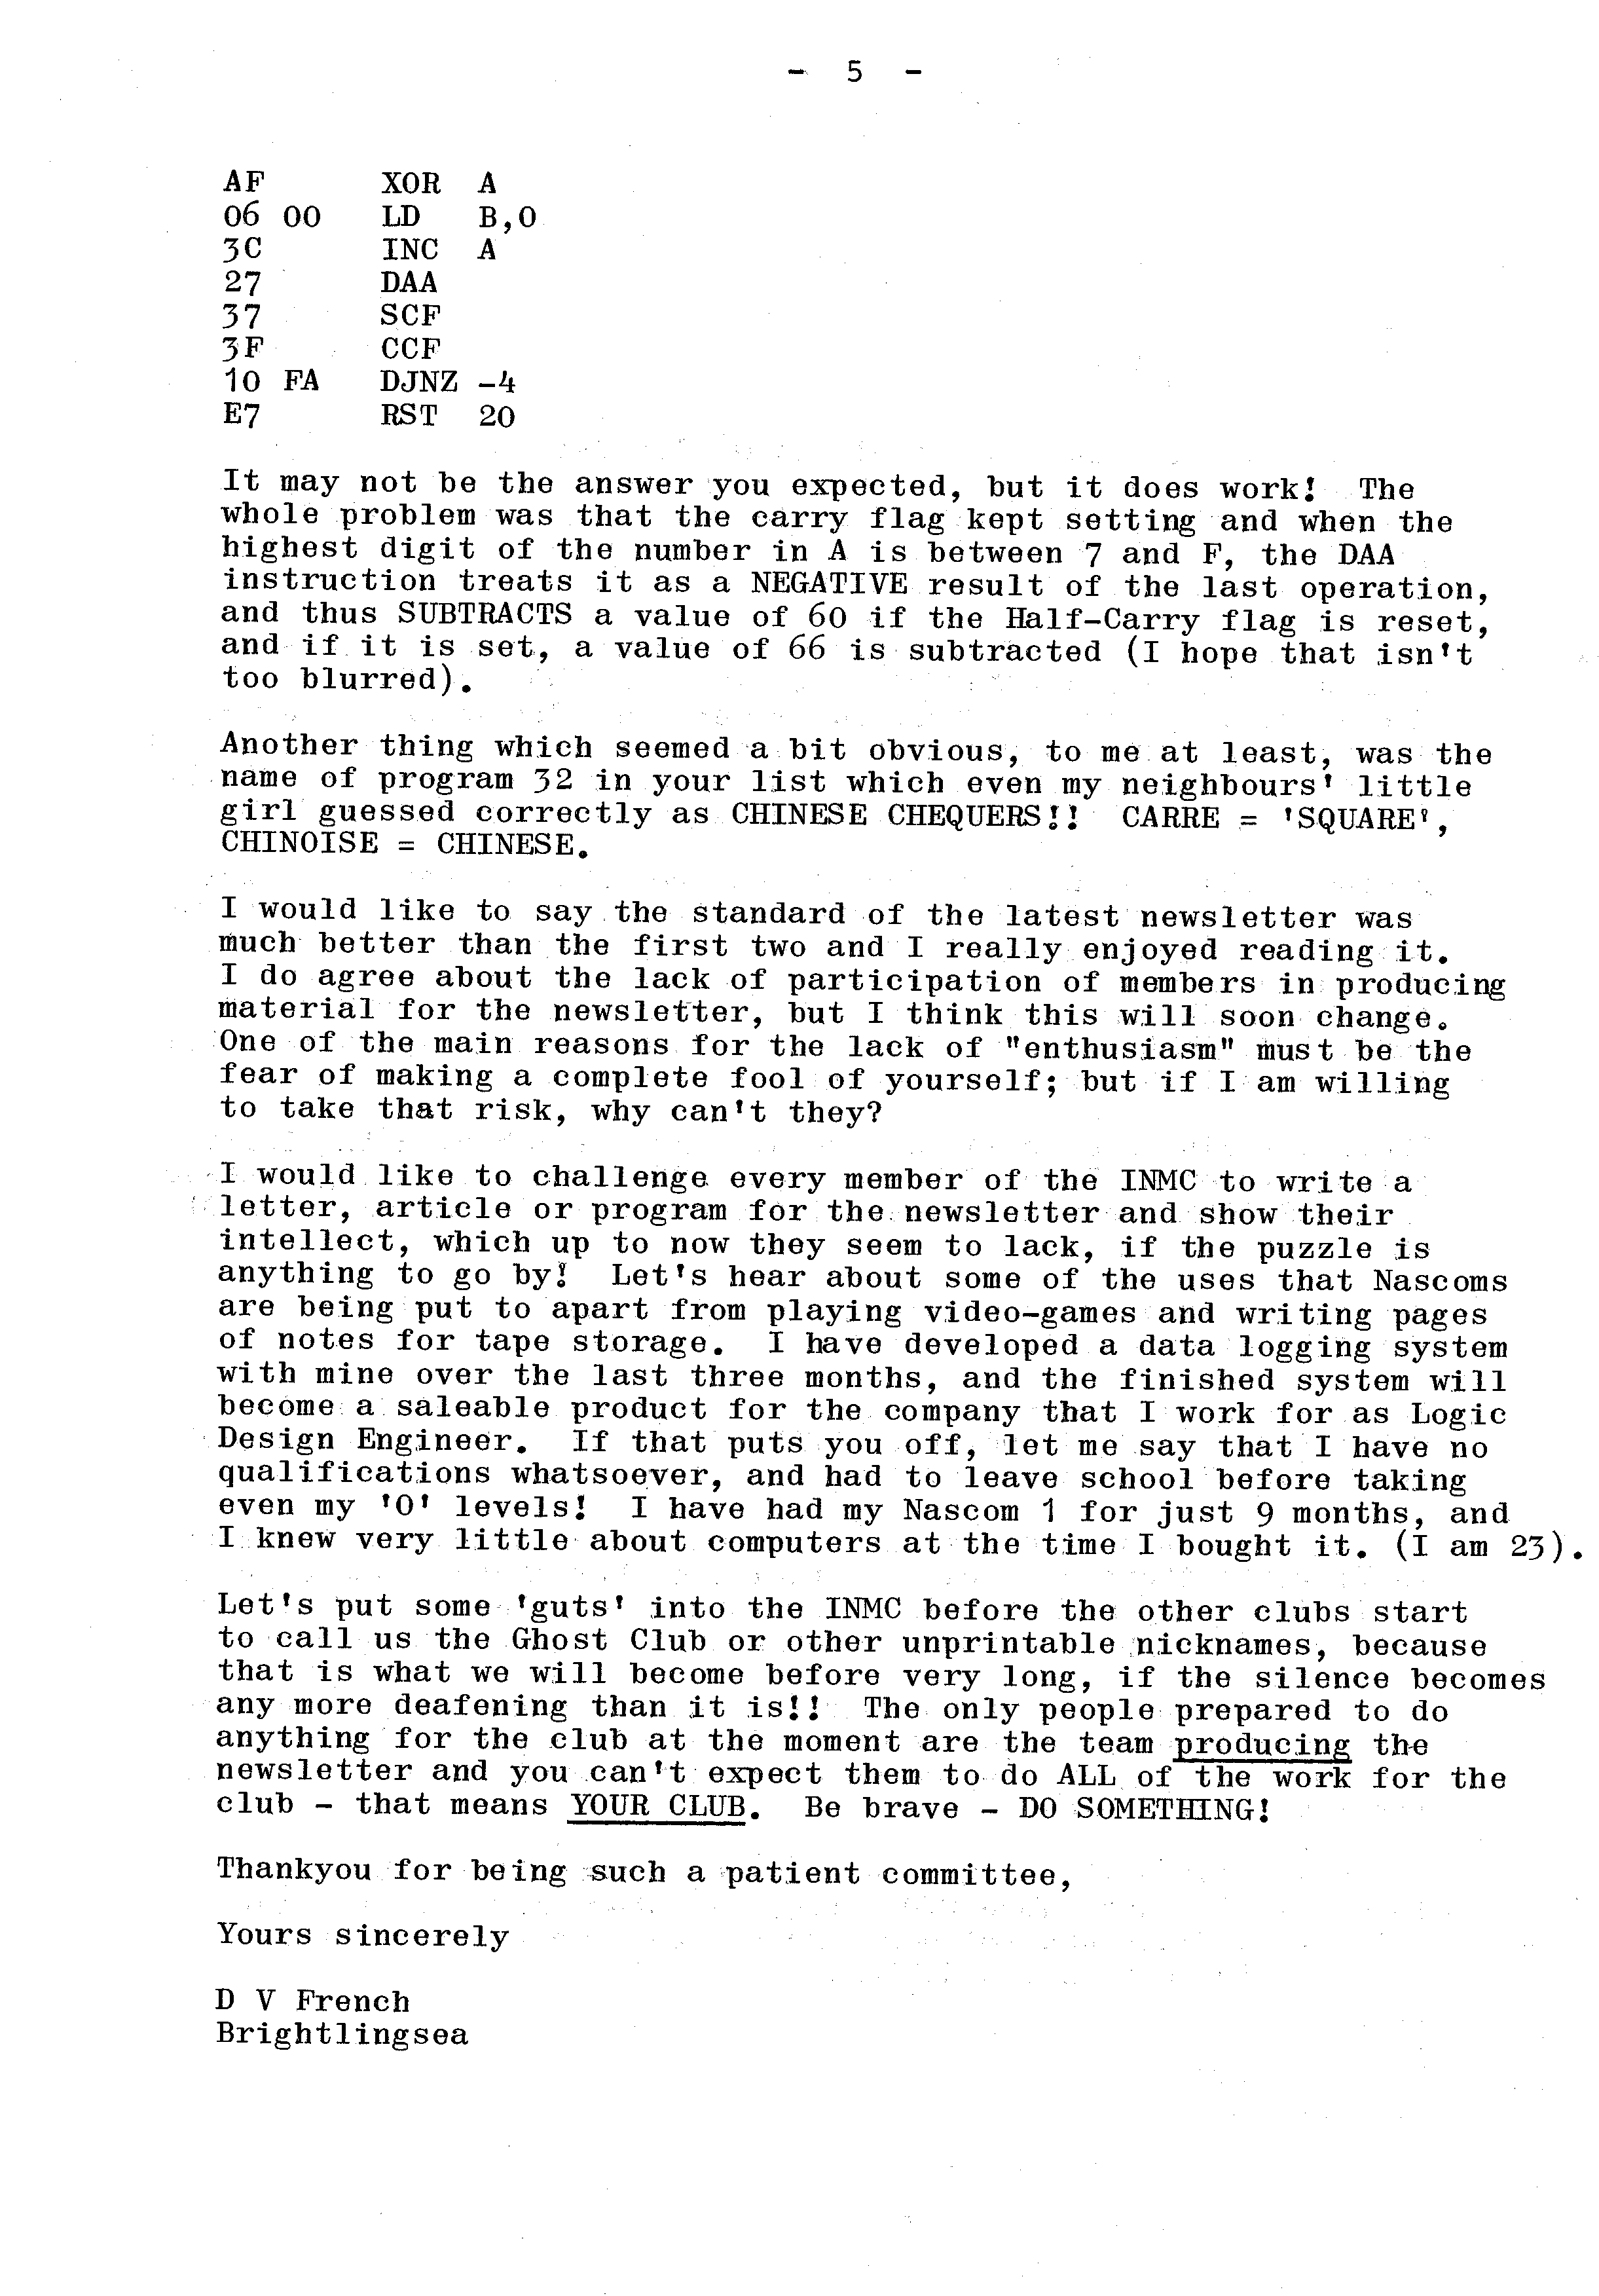 - 5 -
AF XOR A
06 00 LD B,0
3C INC A
27 DAA
37 SCF
3F CCF
10 FA DJNZ -4
E7 RST 20
It may not be the answer you expected, but it does work! The
whole problem was that the carry flag kept setting and when the
highest digit of the number in A is between 7 and F, the DAA
instruction treats it as a NEGATIVE result of the last operation,
and thus SUBTRACTS a value of 60 if the Half-Carry flag is reset,
and if it is set, a value of 66 is subtracted (I hope that isn't
too blurred).
Another thing which seemed a bit obvious, to me at least, was the
name of program 32 in your list which even my neighbours' little
girl guessed correctly as CHINESE CHEQUERS!! CARRE = 'SQUARE',
CHINOISE = CHINESE.
I would like to say the standard of the latest newsletter was
much better than the first two and I really enjoyed reading it.
I do agree about the lack of participation of members in producing
material for the newsletter, but I think this will soon change.
One of the main reasons for the lack of "enthusiasm" must be the
fear of making a complete fool of yourself; but if I am willing
to take that risk, why can't they?
I would like to challenge every member of the INMC to write a
letter, article or program for the newsletter and show their
intellect, which up to now they seem to lack, if the puzzle is
anything to go by! Let's hear about some of the uses that Nascoms
are being put to apart from playing video-games and writing pages
of notes for tape storage. I have developed a data logging system
with mine over the last three months, and the finished system will
become a saleable product for the company that I work for as Logic
Design Engineer. If that puts you off, let me say that I have no
qualifications whatsoever, and had to leave school before taking
even my 'O' levels! I have had my Nascom 1 for just 9 months, and
I knew very little about computers at the time I bought it. (I am 23).
Let's put some 'guts' into the INMC before the other clubs start
to call us the Ghost Club or other unprintable nicknames, because
that is what we will become before very long, if the silence becomes
any more deafening than it is!! The only people prepared to do
anything for the club at the moment are the team producing the
newsletter and you can't expect them to do ALL of the work for the
club - that means YOUR CLUB. Be brave - DO SOMETHING!
Thankyou for being such a patient committee,
Yours sincerely
D V French
Brightlingsea